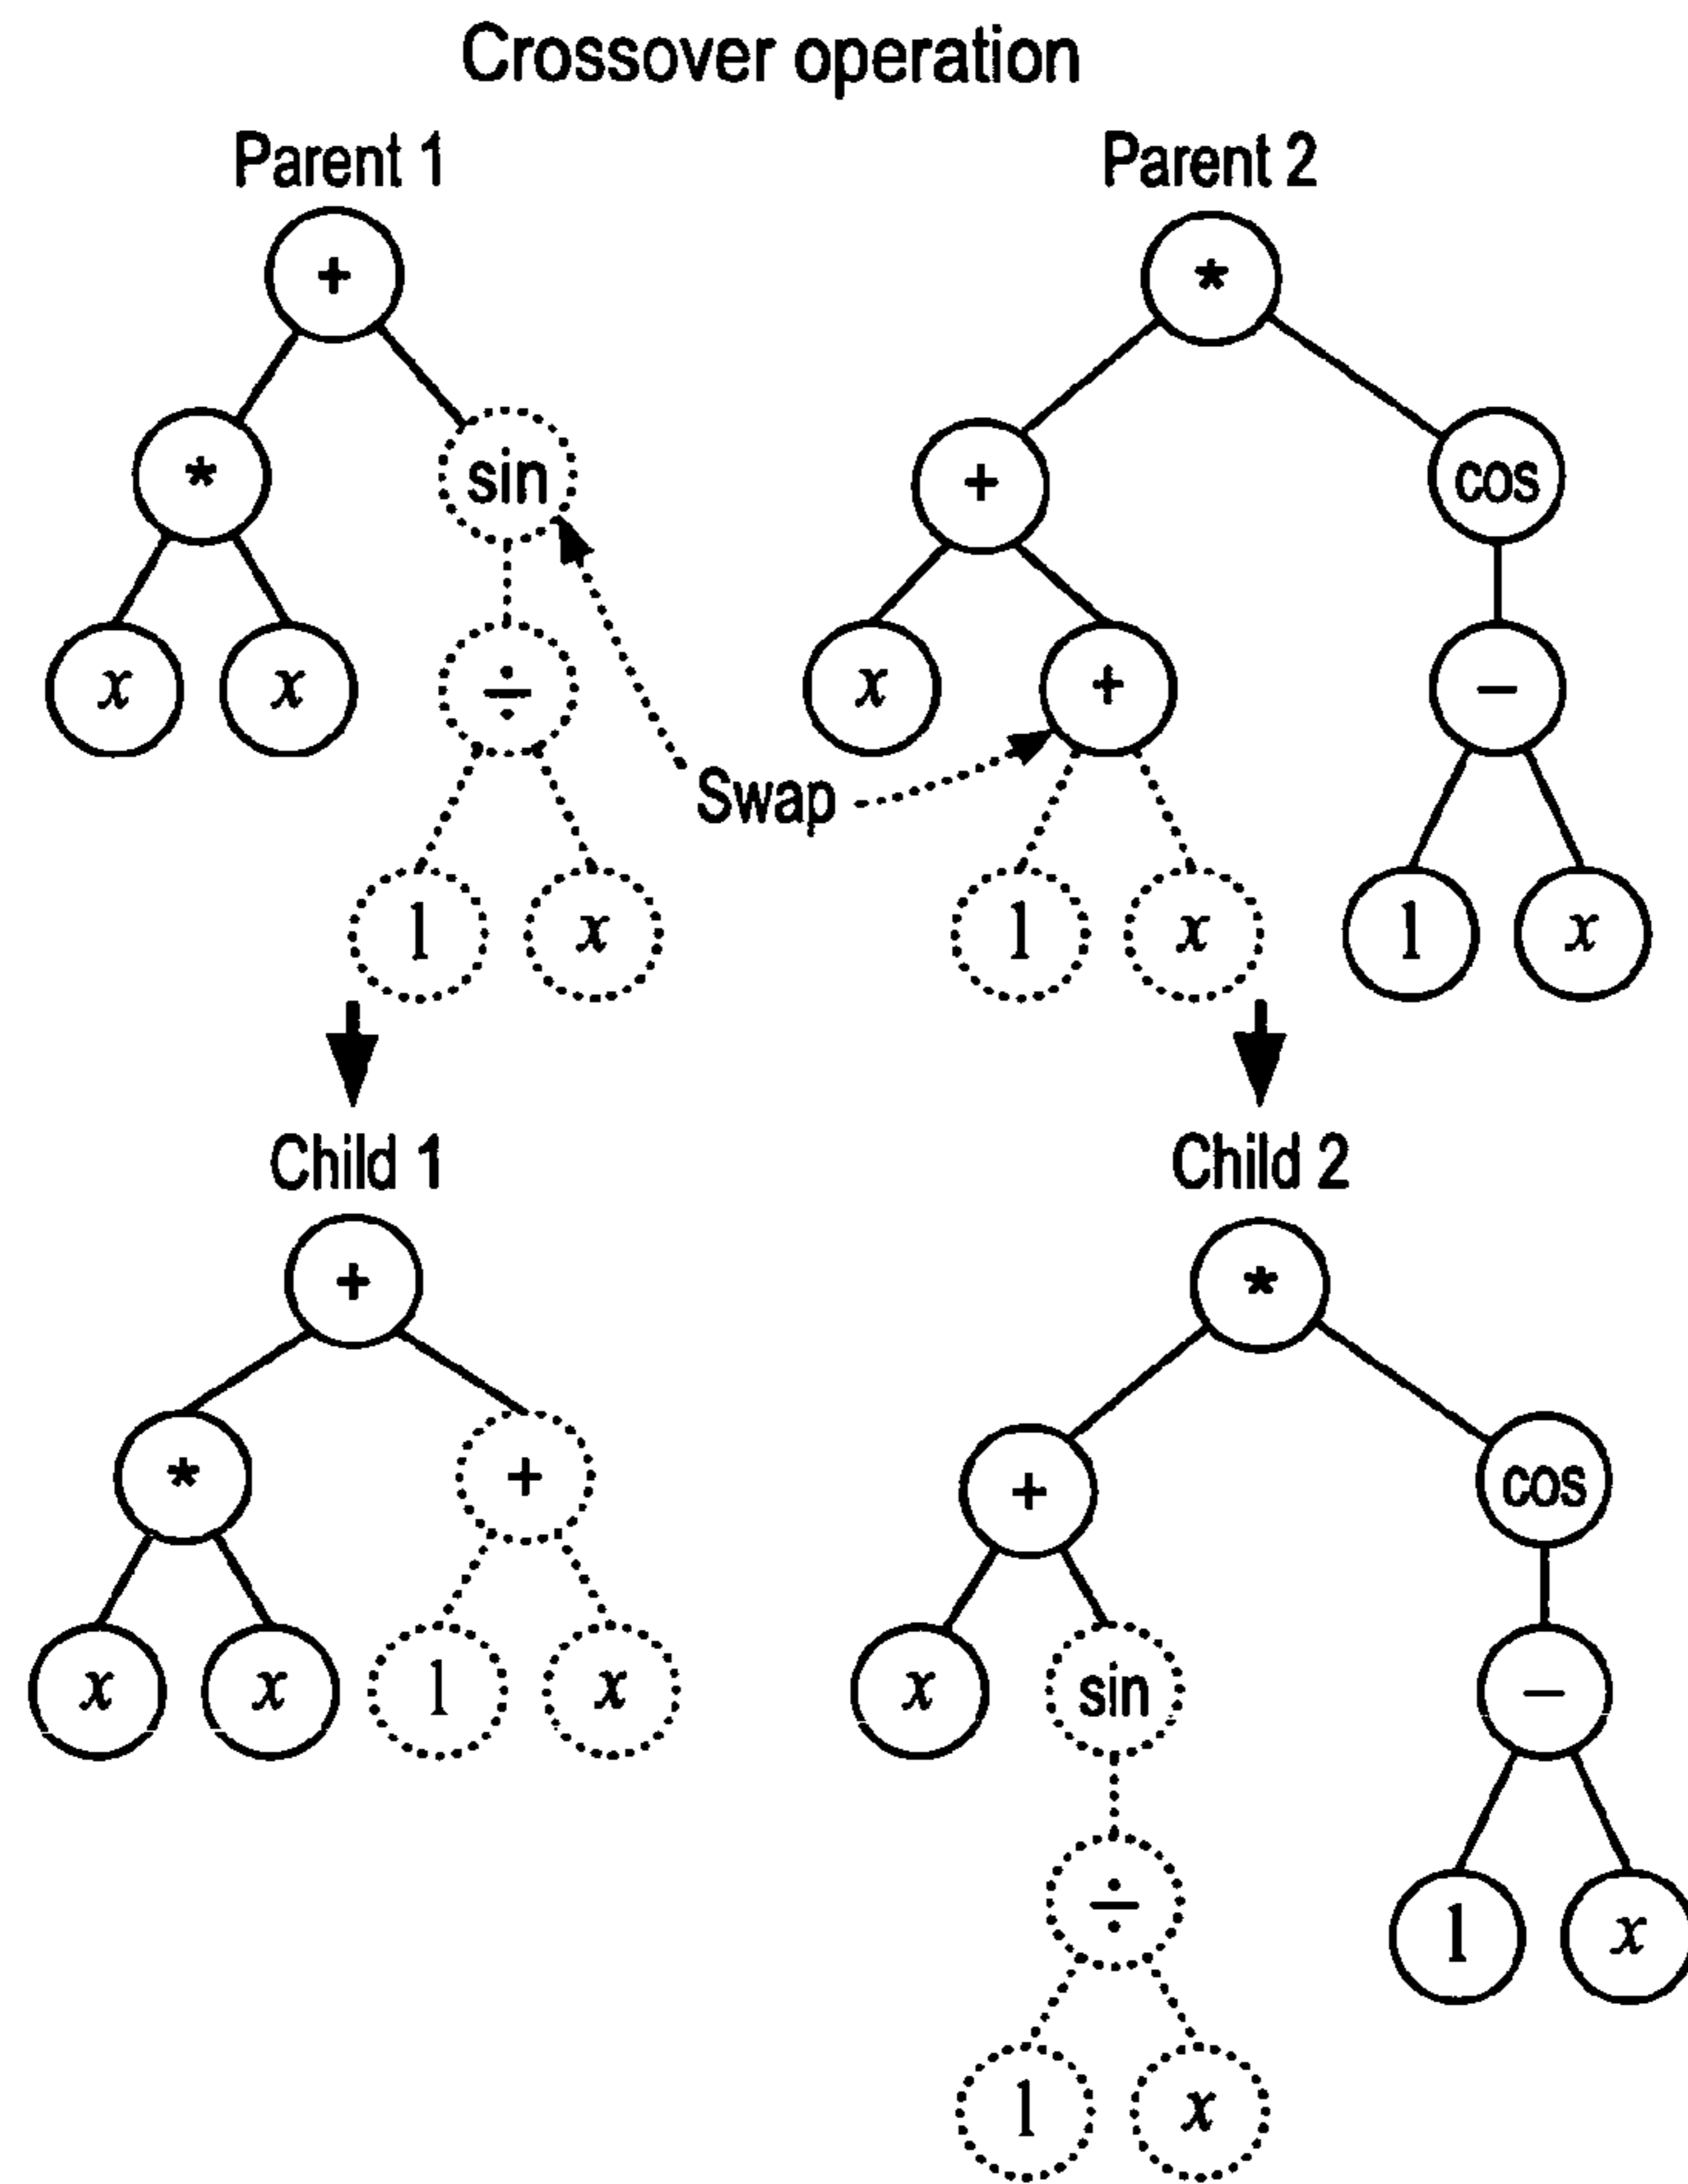 Crossover operation
Parent 1 Parent 2
+ *
* sin + cos
x x ÷ x + −
Swap
1 x 1 x 1 x
Child 1 Child 2
+ *
* + + cos
x x 1 x x sin −
÷
1 x
1 x